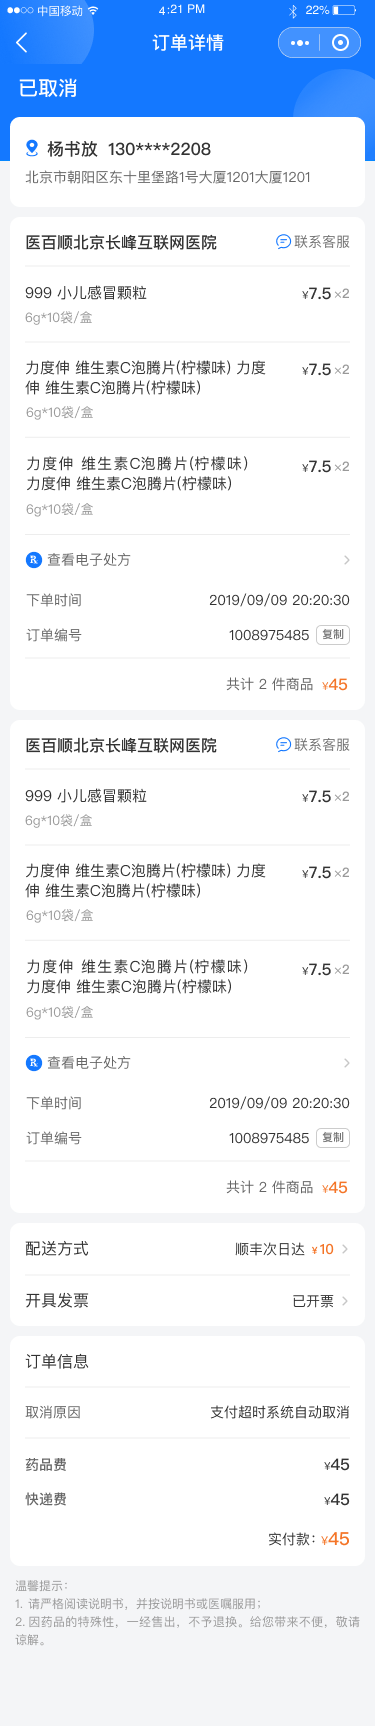 中国移动
4:21 PM
22%
订单详情
已取消
杨书放 130****2208
北京市朝阳区东十里堡路1号大厦1201大厦1201
医百顺北京长峰互联网医院 联系客服
999 小儿感冒颗粒 ¥7.5 ×2
6g*10袋/盒
力度伸 维生素C泡腾片(柠檬味) 力度 ¥7.5 ×2
伸 维生素C泡腾片(柠檬味)
6g*10袋/盒
力度伸 维生素C泡腾片(柠檬味) ¥7.5 ×2
力度伸 维生素C泡腾片(柠檬味)
6g*10袋/盒
R 查看电子处方
下单时间 2019/09/09 20:20:30
订单编号 1008975485 复制
共计 2 件商品 ¥45
医百顺北京长峰互联网医院 联系客服
999 小儿感冒颗粒 ¥7.5 ×2
6g*10袋/盒
力度伸 维生素C泡腾片(柠檬味) 力度 ¥7.5 ×2
伸 维生素C泡腾片(柠檬味)
6g*10袋/盒
力度伸 维生素C泡腾片(柠檬味) ¥7.5 ×2
力度伸 维生素C泡腾片(柠檬味)
6g*10袋/盒
R 查看电子处方
下单时间 2019/09/09 20:20:30
订单编号 1008975485 复制
共计 2 件商品 ¥45
配送方式 顺丰次日达 ¥10
开具发票 已开票
订单信息
取消原因 支付超时系统自动取消
药品费 ¥45
快递费 ¥45
实付款：¥45
温馨提示：
1. 请严格阅读说明书，并按说明书或医嘱服用；
2. 因药品的特殊性，一经售出，不予退换。给您带来不便，敬请
谅解。